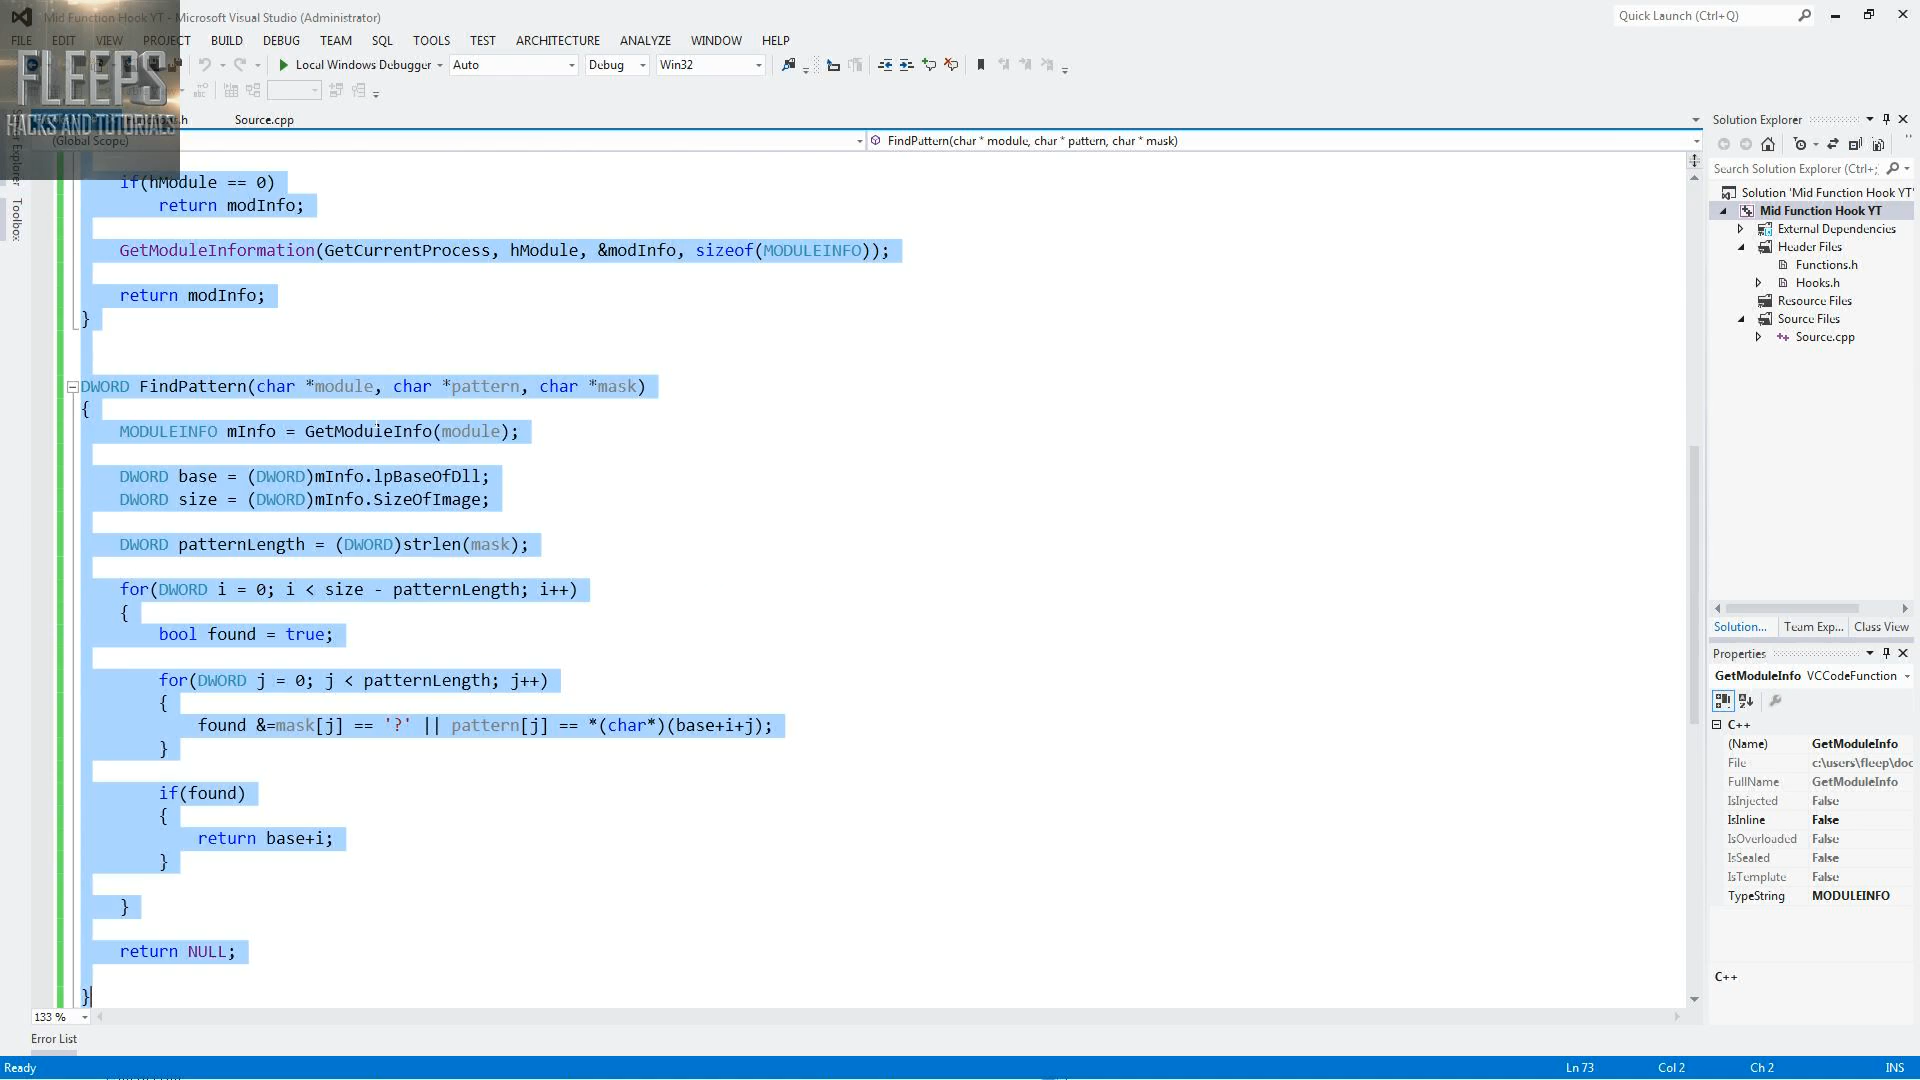 Mid Function Hook YT - Microsoft Visual Studio (Administrator)
Quick Launch (Ctrl+Q)
FILE EDIT VIEW PROJECT BUILD DEBUG TEAM SQL TOOLS TEST ARCHITECTURE ANALYZE WINDOW HELP
FLEEPS
HACKS AND TUTORIALS
Local Windows Debugger Auto Debug Win32
Source.cpp
(Global Scope)
FindPattern(char * module, char * pattern, char * mask)
Toolbox
if(hModule == 0)
return modInfo;
GetModuleInformation(GetCurrentProcess, hModule, &modInfo, sizeof(MODULEINFO));
return modInfo;
}
DWORD FindPattern(char *module, char *pattern, char *mask)
{
MODULEINFO mInfo = GetModuleInfo(module);
DWORD base = (DWORD)mInfo.lpBaseOfDll;
DWORD size = (DWORD)mInfo.SizeOfImage;
DWORD patternLength = (DWORD)strlen(mask);
for(DWORD i = 0; i < size - patternLength; i++)
{
bool found = true;
for(DWORD j = 0; j < patternLength; j++)
{
found &=mask[j] == '?' || pattern[j] == *(char*)(base+i+j);
}
if(found)
{
return base+i;
}
}
return NULL;
}
133 %
Error List
Ready
Ln 73 Col 2 Ch 2 INS
Solution Explorer
Search Solution Explorer (Ctrl+;
Solution 'Mid Function Hook YT'
Mid Function Hook YT
External Dependencies
Header Files
Functions.h
Hooks.h
Resource Files
Source Files
Source.cpp
Solution... Team Exp... Class View
Properties
GetModuleInfo VCCodeFunction
C++
(Name) GetModuleInfo
File c:\users\fleep\doc
FullName GetModuleInfo
IsInjected False
IsInline False
IsOverloaded False
IsSealed False
IsTemplate False
TypeString MODULEINFO
C++